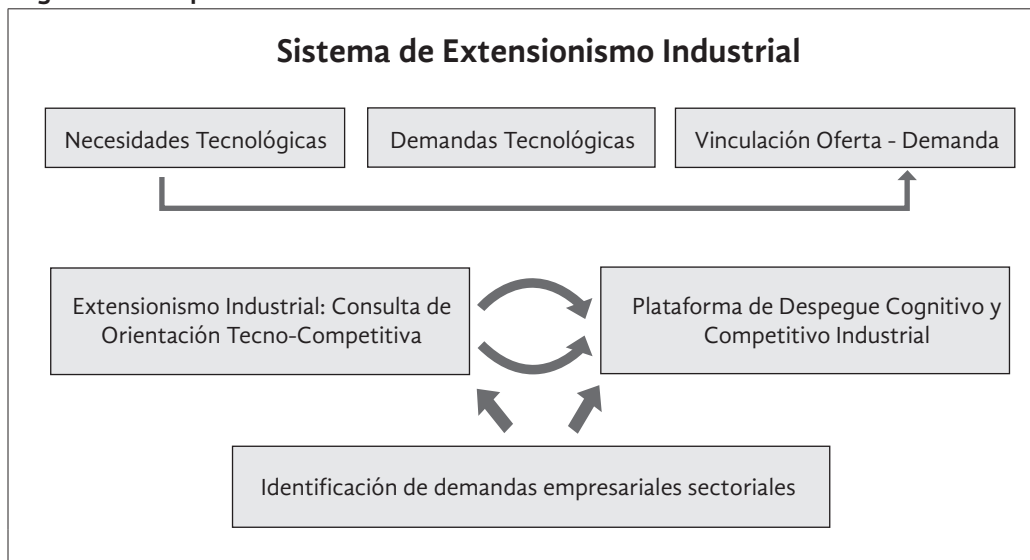 Sistema de Extensionismo Industrial
Necesidades Tecnológicas
Demandas Tecnológicas
Vinculación Oferta - Demanda
Extensionismo Industrial: Consulta de
Orientación Tecno-Competitiva
Plataforma de Despegue Cognitivo y
Competitivo Industrial
Identificación de demandas empresariales sectoriales